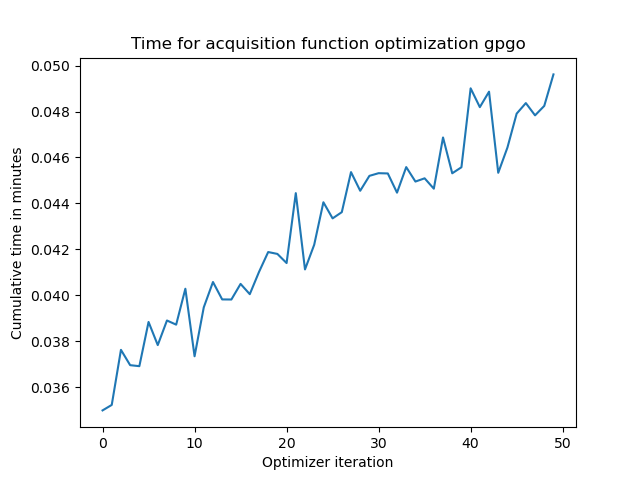 Time for acquisition function optimization gpgo
0.050
0.048
0.046
0.044
0.042
0.040
0.038
0.036
Cumulative time in minutes
0 10 20 30 40 50
Optimizer iteration